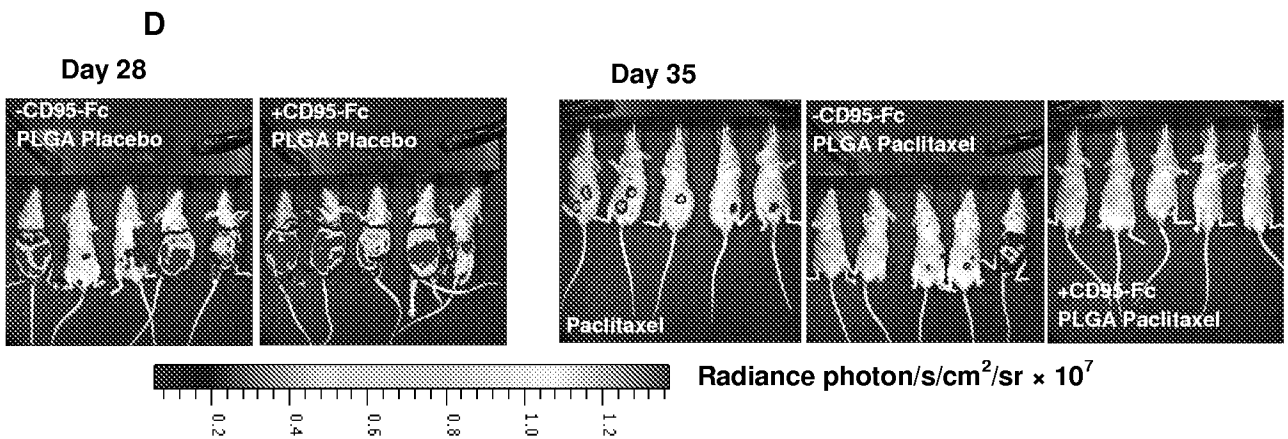 D
Day 28
Day 35
-CD95-Fc
PLGA Placebo
+CD95-Fc
PLGA Placebo
Paclitaxel
-CD95-Fc
PLGA Paclitaxel
+CD95-Fc
PLGA Paclitaxel
Radiance photon/s/cm²/sr × 10⁷
0.2
0.4
0.6
0.8
1.0
1.2